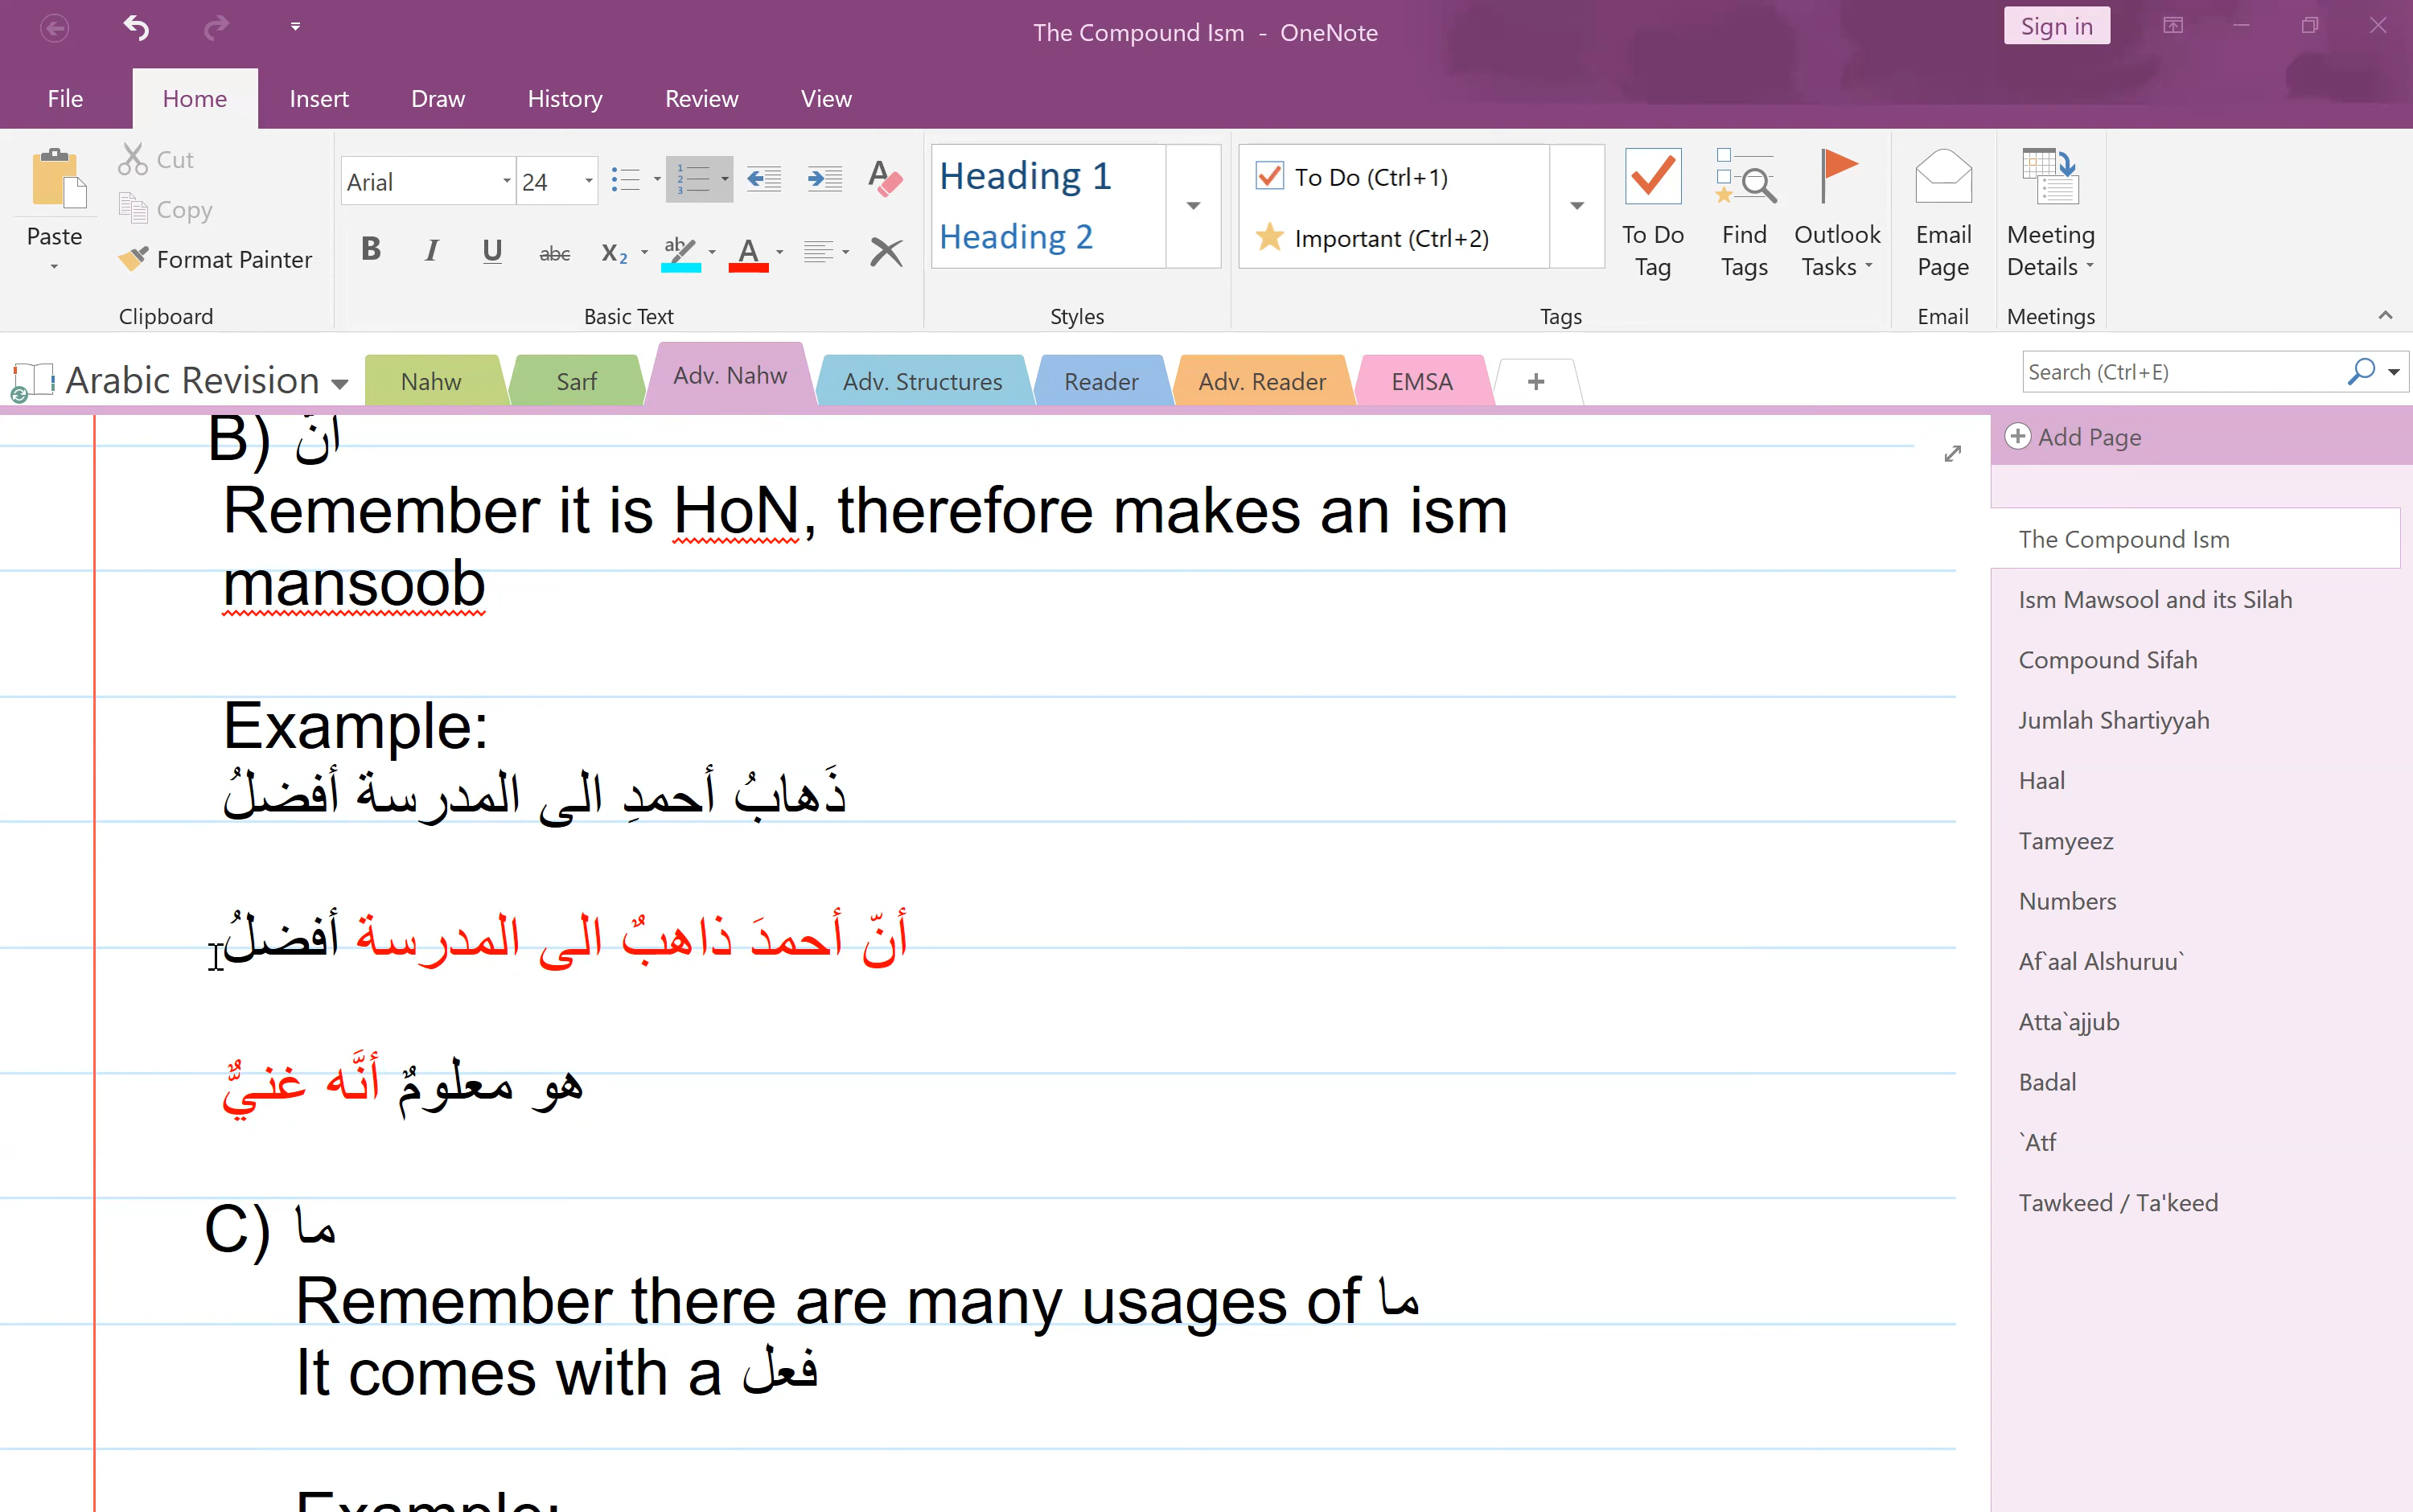 The Compound Ism - OneNote
Sign in
File
Home
Insert
Draw
History
Review
View
Paste
Cut
Copy
Format Painter
Clipboard
Arial
24
B
I
U
abc
X₂
ab
A
Basic Text
Heading 1
Heading 2
Styles
To Do (Ctrl+1)
Important (Ctrl+2)
To Do Tag
Find Tags
Outlook Tasks
Tags
Email Page
Email
Meeting Details
Meetings
Arabic Revision
Nahw
Sarf
Adv. Nahw
Adv. Structures
Reader
Adv. Reader
EMSA
+
Search (Ctrl+E)
B)
Remember it is HoN, therefore makes an ism
mansoob
Example:
ذَهابُ أحمدِ الى المدرسة أفضلُ
أنّ أحمدَ ذاهبٌ الى المدرسة أفضلُ
هو معلومٌ أنَّه غنيٌّ
C) ما
Remember there are many usages of ما
It comes with a فعل
Example:
Add Page
The Compound Ism
Ism Mawsool and its Silah
Compound Sifah
Jumlah Shartiyyah
Haal
Tamyeez
Numbers
Af`aal Alshuruu`
Atta`ajjub
Badal
`Atf
Tawkeed / Ta'keed